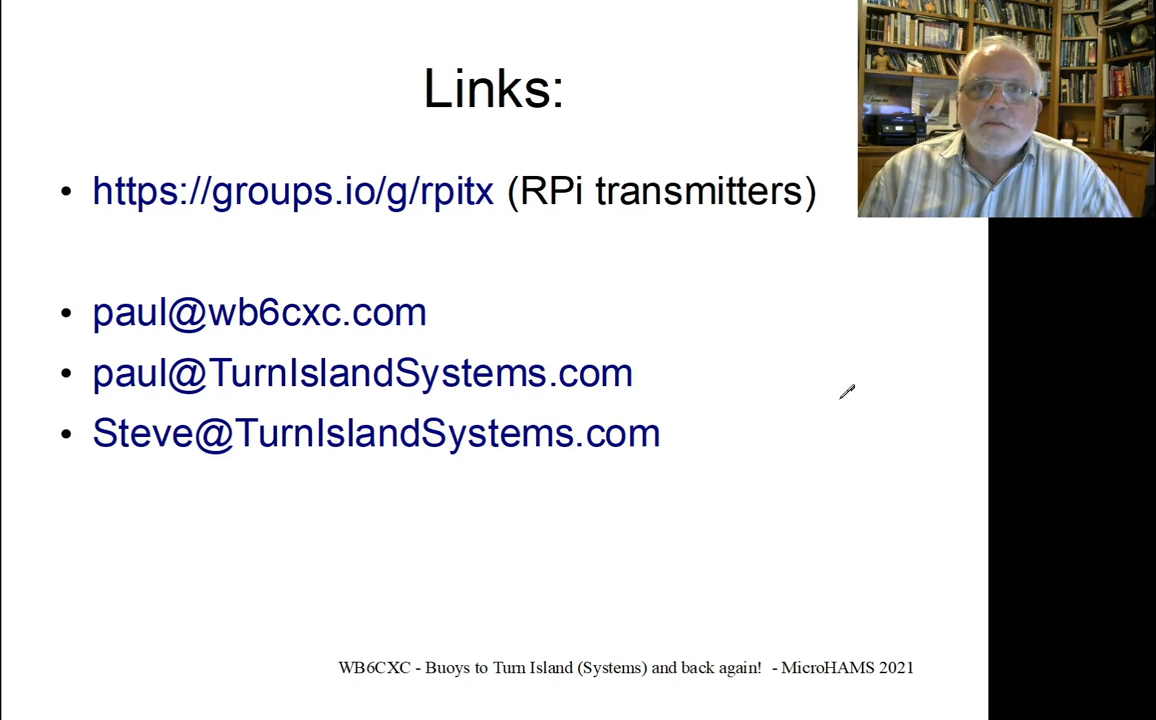 Links:
• https://groups.io/g/rpitx (RPi transmitters)
• paul@wb6cxc.com
• paul@TurnIslandSystems.com
• Steve@TurnIslandSystems.com
WB6CXC - Buoys to Turn Island (Systems) and back again!  - MicroHAMS 2021